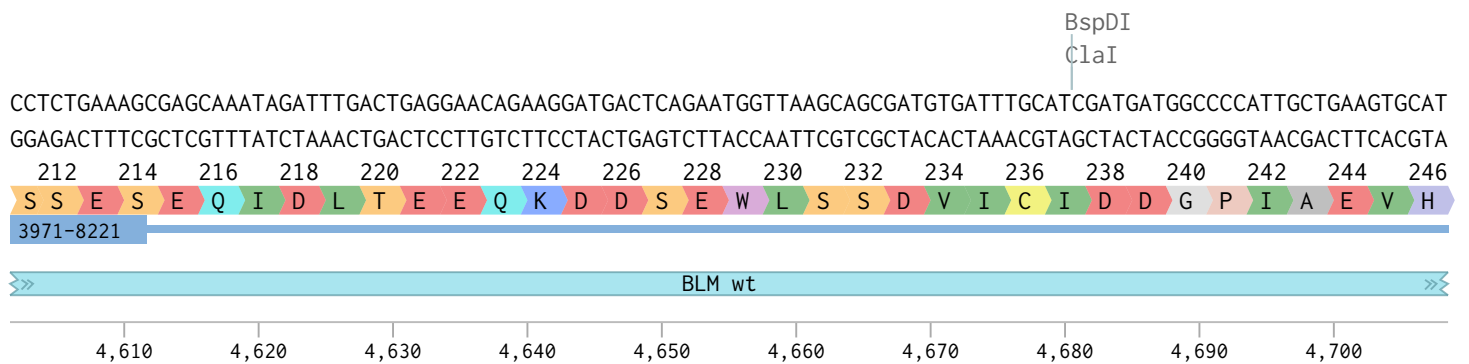 BspDI
ClaI
CCTCTGAAAGCGAGCAAATAGATTTGACTGAGGAACAGAAGGATGACTCAGAATGGTTAAGCAGCGATGTGATTTGCATCGATGATGGCCCCATTGCTGAAGTGCAT
GGAGACTTTCGCTCGTTTATCTAAACTGACTCCTTGTCTTCCTACTGAGTCTTACCAATTCGTCGCTACACTAAACGTAGCTACTACCGGGGTAACGACTTCACGTA
212 214 216 218 220 222 224 226 228 230 232 234 236 238 240 242 244 246
S S E S E Q I D L T E E Q K D D S E W L S S D V I C I D D G P I A E V H
3971-8221
BLM wt
4,610 4,620 4,630 4,640 4,650 4,660 4,670 4,680 4,690 4,700